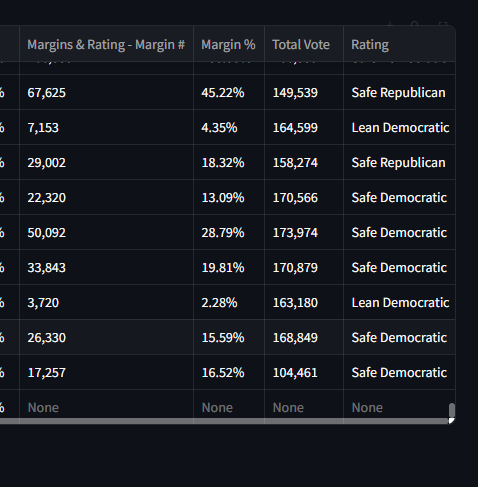 Margins & Rating - Margin # Margin % Total Vote Rating
% 67,625 45.22% 149,539 Safe Republican
% 7,153 4.35% 164,599 Lean Democratic
% 29,002 18.32% 158,274 Safe Republican
% 22,320 13.09% 170,566 Safe Democratic
% 50,092 28.79% 173,974 Safe Democratic
% 33,843 19.81% 170,879 Safe Democratic
% 3,720 2.28% 163,180 Lean Democratic
% 26,330 15.59% 168,849 Safe Democratic
% 17,257 16.52% 104,461 Safe Democratic
% None None None None